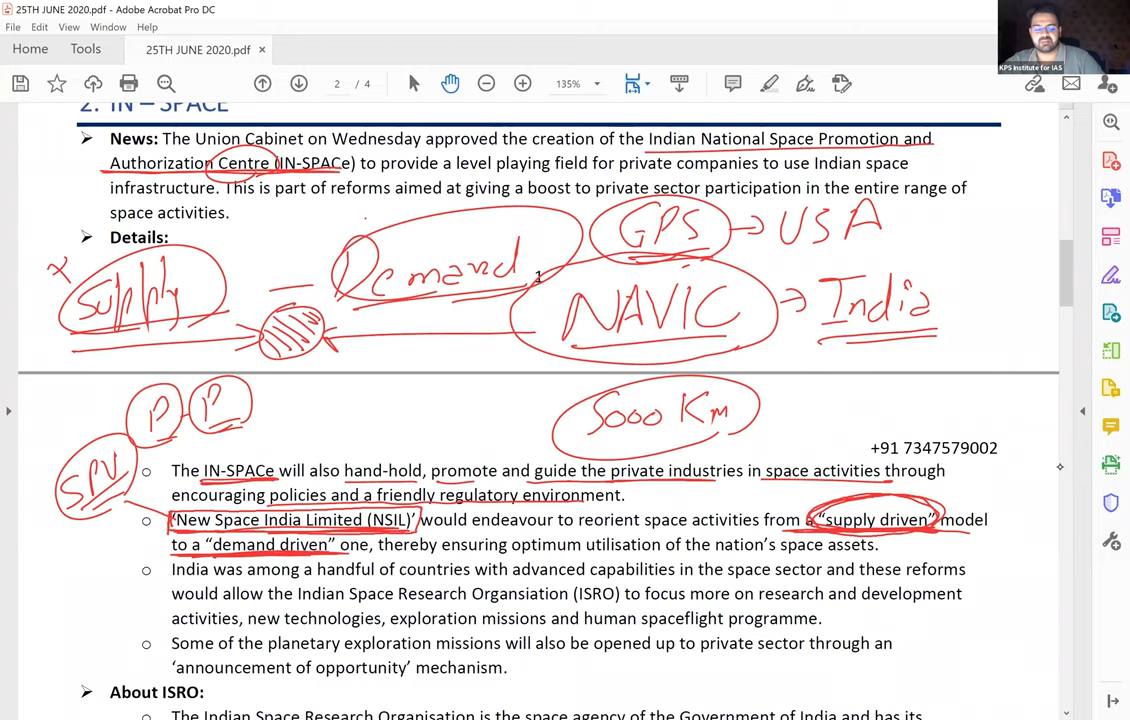 25TH JUNE 2020.pdf - Adobe Acrobat Pro DC
File Edit View Window Help
Home Tools 25TH JUNE 2020.pdf ×
2 / 4 135%
KPS Institute for IAS
2. IN – SPACE
News: The Union Cabinet on Wednesday approved the creation of the Indian National Space Promotion and
Authorization Centre (IN-SPACe) to provide a level playing field for private companies to use Indian space
infrastructure. This is part of reforms aimed at giving a boost to private sector participation in the entire range of
space activities.
Details:
GPS → USA
Demand
Supply
NAVIC → India
P - P
5000 Km
SPV
+91 7347579002
The IN-SPACe will also hand-hold, promote and guide the private industries in space activities through
encouraging policies and a friendly regulatory environment.
'New Space India Limited (NSIL)' would endeavour to reorient space activities from a "supply driven" model
to a "demand driven" one, thereby ensuring optimum utilisation of the nation's space assets.
India was among a handful of countries with advanced capabilities in the space sector and these reforms
would allow the Indian Space Research Organsiation (ISRO) to focus more on research and development
activities, new technologies, exploration missions and human spaceflight programme.
Some of the planetary exploration missions will also be opened up to private sector through an
'announcement of opportunity' mechanism.
About ISRO:
The Indian Space Research Organisation is the space agency of the Government of India and has its